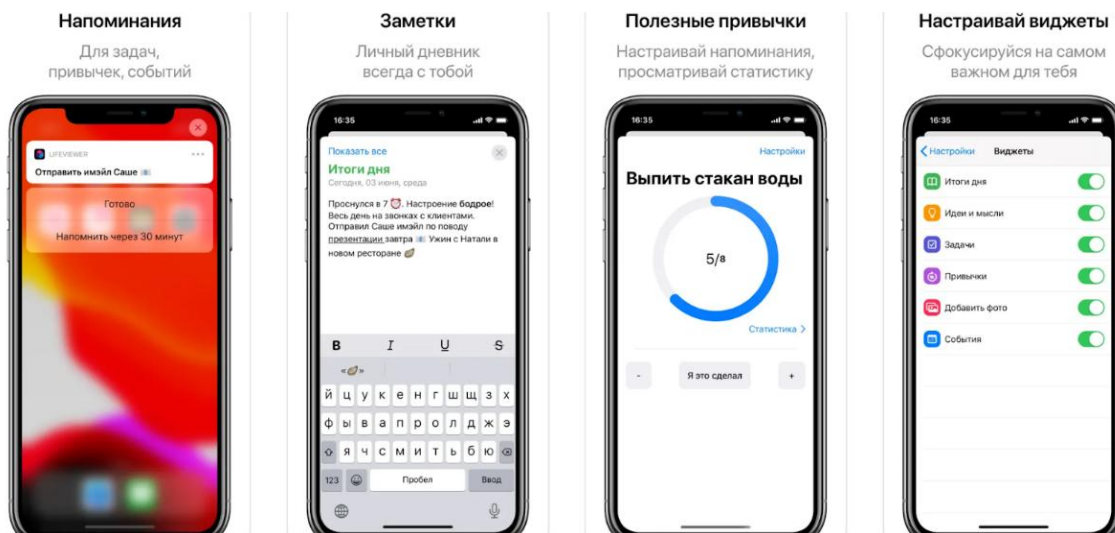 Напоминания
Для задач,
привычек, событий
LIFEVIEWER
Отправить имэйл Саше 📧
Готово
Напомнить через 30 минут
Заметки
Личный дневник
всегда с тобой
16:35
Показать все
Итоги дня
Сегодня, 03 июня, среда
Проснулся в 7 ⏰. Настроение бодрое!
Весь день на звонках с клиентами.
Отправил Саше имэйл по поводу
презентации завтра 📧 Ужин с Натали в
новом ресторане 🥔
B I U S
«🥔»
й ц у к е н г ш щ з х
ф ы в а п р о л д ж э
я ч с м и т ь б ю
123 Пробел Ввод
Полезные привычки
Настраивай напоминания,
просматривай статистику
16:35
Настройки
Выпить стакан воды
5/8
Статистика >
- Я это сделал +
Настраивай виджеты
Сфокусируйся на самом
важном для тебя
16:35
Настройки Виджеты
Итоги дня
Идеи и мысли
Задачи
Привычки
Добавить фото
События